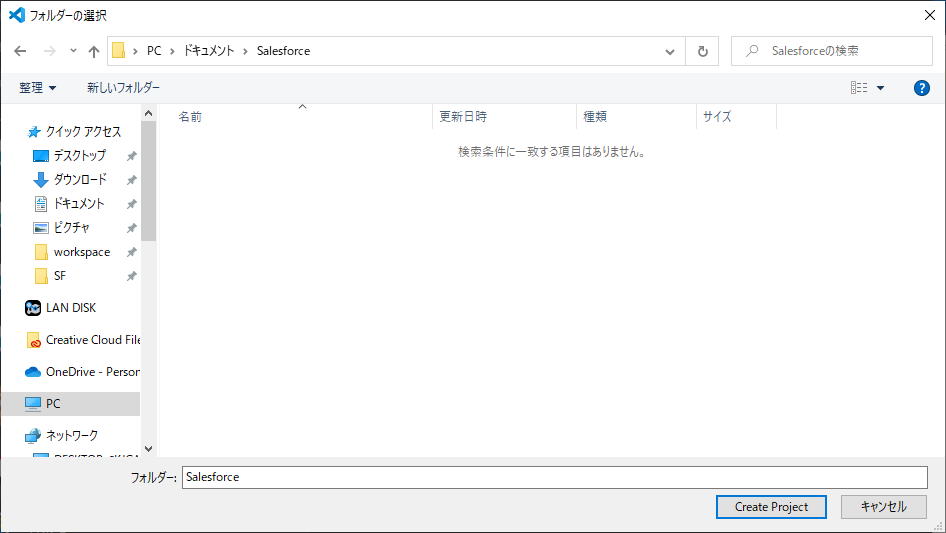 フォルダーの選択
PC › ドキュメント › Salesforce
Salesforceの検索
整理
新しいフォルダー
名前 更新日時 種類 サイズ
検索条件に一致する項目はありません。
クイック アクセス
デスクトップ
ダウンロード
ドキュメント
ピクチャ
workspace
SF
LAN DISK
Creative Cloud File
OneDrive - Person
PC
ネットワーク
フォルダー: Salesforce
Create Project キャンセル